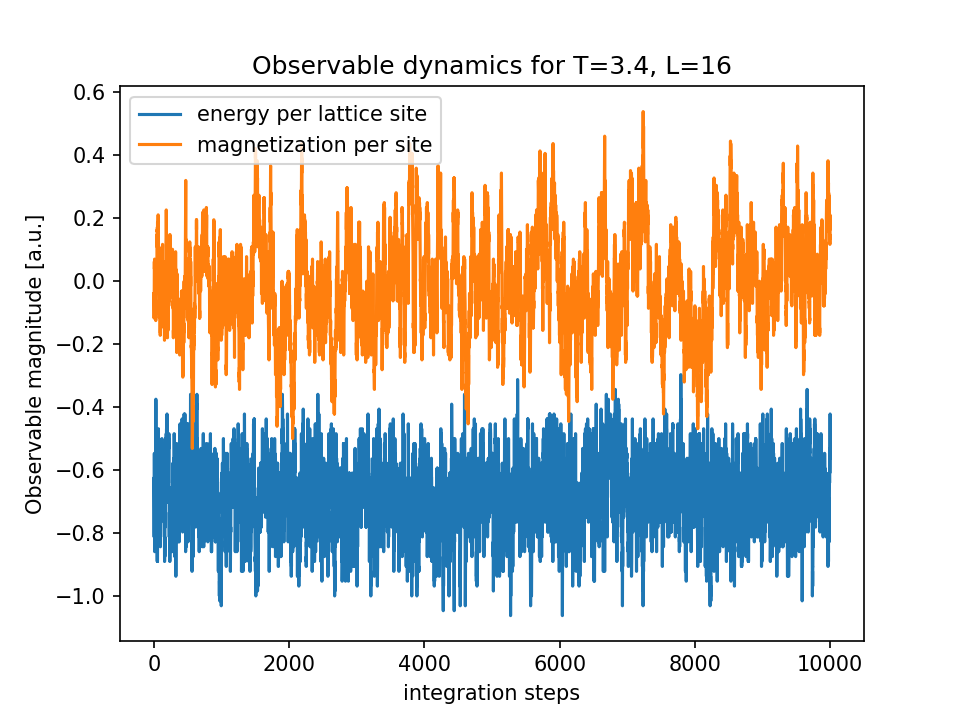 Observable dynamics for T=3.4, L=16
energy per lattice site
magnetization per site
Observable magnitude [a.u.]
0.6
0.4
0.2
0.0
−0.2
−0.4
−0.6
−0.8
−1.0
0 2000 4000 6000 8000 10000
integration steps